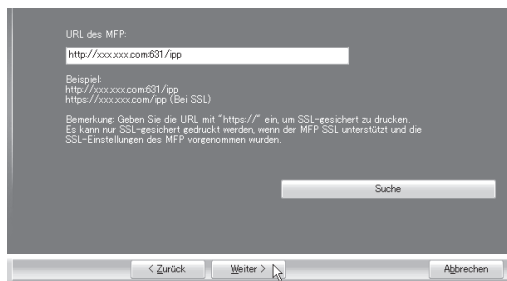 URL des MFP:
http://xxx.xxx.com:631/ipp
Beispiel:
http://xxx.xxx.com:631/ipp
https://xxx.xxx.com/ipp (Bei SSL)
Bemerkung: Geben Sie die URL mit "https://" ein, um SSL-gesichert zu drucken.
Es kann nur SSL-gesichert gedruckt werden, wenn der MFP SSL unterstützt und die
SSL-Einstellungen des MFP vorgenommen wurden.
Suche
< Zurück Weiter > Abbrechen